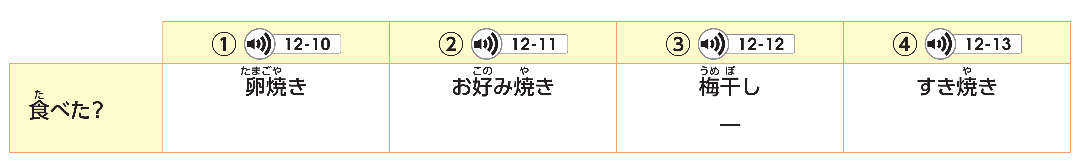 ① 12-10 ② 12-11 ③ 12-12 ④ 12-13
たまごや この や うめ ぼ や
卵焼き お好み焼き 梅干し すき焼き
た
食べた? ー